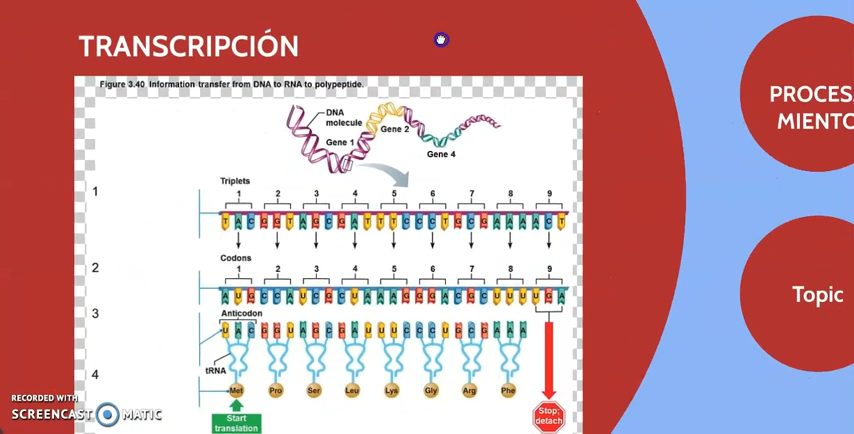 TRANSCRIPCIÓN
Figure 3.40 Information transfer from DNA to RNA to polypeptide.
DNA
molecule
Gene 1
Gene 2
Gene 4
Triplets
1 2 3 4 5 6 7 8 9
1
T A C G G T A G C G A T T T C C C T G C G A A A A C T
Codons
2
1 2 3 4 5 6 7 8 9
A U G C C A U C G C U A A A G G G A C G C U U U U G A
3
Anticodon
U A C G G U A G C G A U U U C C C U G C G A A A
tRNA
4
Met Pro Ser Leu Lys Gly Arg Phe
Start
translation
Stop;
detach
PROCESA
MIENTO
Topic
RECORDED WITH
SCREENCAST MATIC